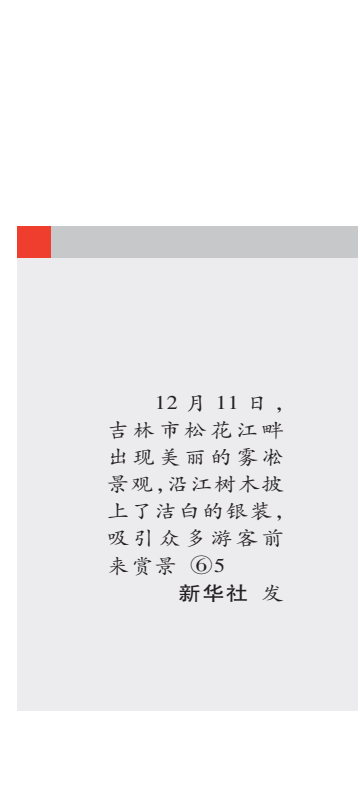 12 月 11 日，
吉林市松花江畔
出现美丽的雾凇
景观，沿江树木披
上了洁白的银装，
吸引众多游客前
来赏景 ⑥5
新华社 发